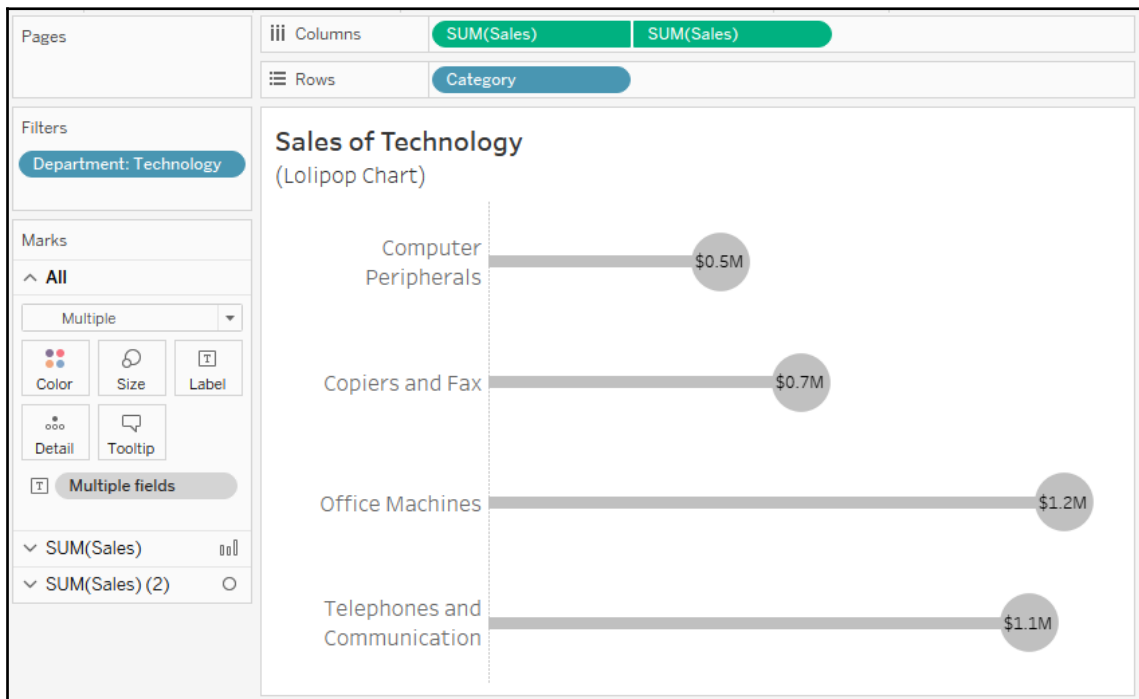 Pages
Columns
SUM(Sales)
SUM(Sales)
Rows
Category
Filters
Department: Technology
Marks
All
Multiple
Color
Size
T
Label
Detail
Tooltip
T
Multiple fields
SUM(Sales)
SUM(Sales) (2)
Sales of Technology
(Lolipop Chart)
Computer
Peripherals
$0.5M
Copiers and Fax
$0.7M
Office Machines
$1.2M
Telephones and
Communication
$1.1M